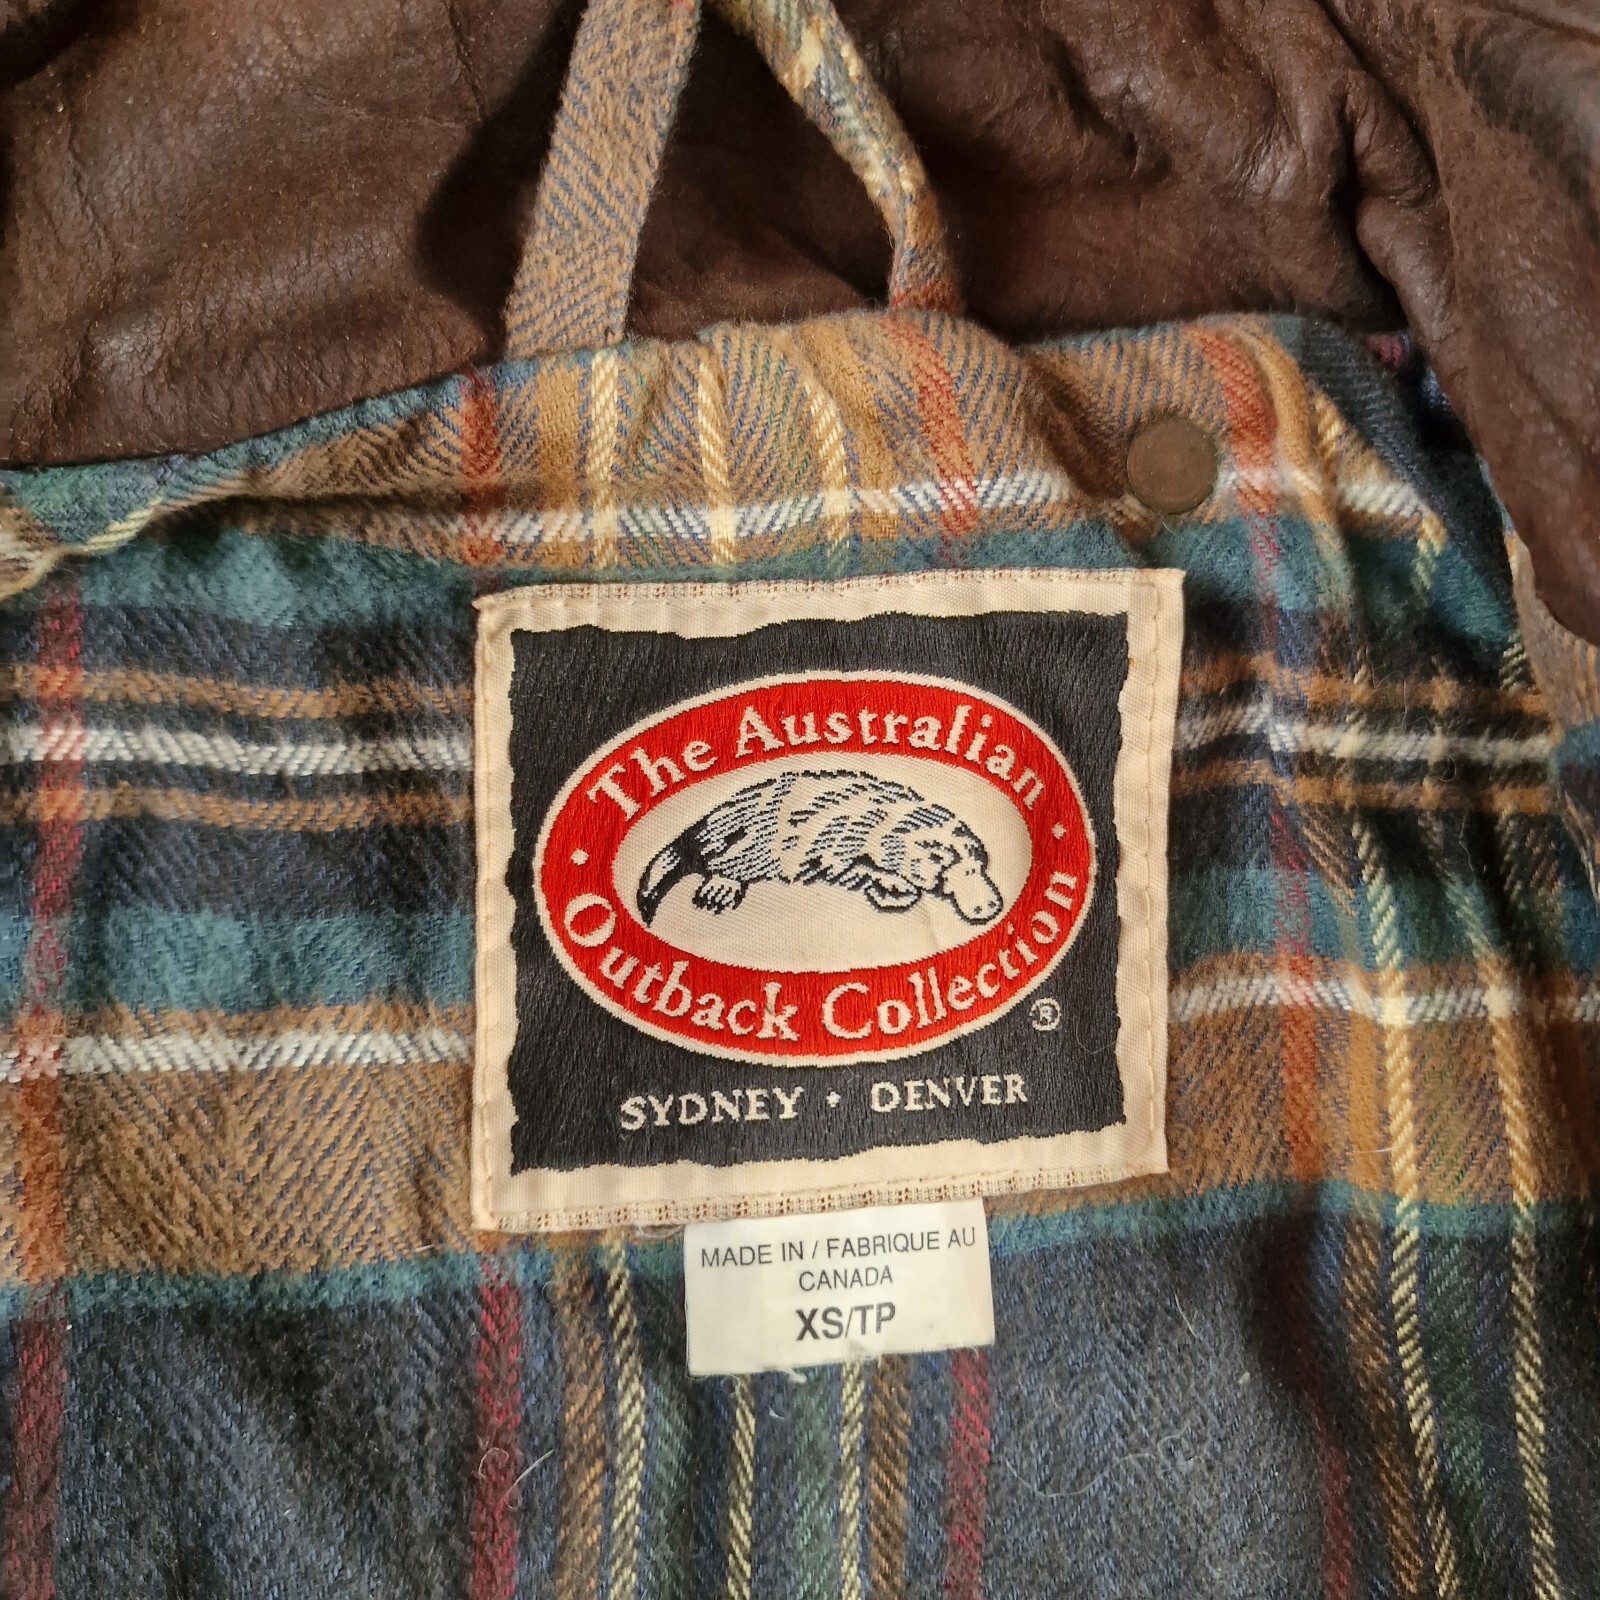 The Australian
Outback Collection
®
SYDNEY • DENVER
MADE IN / FABRIQUE AU
CANADA
XS/TP